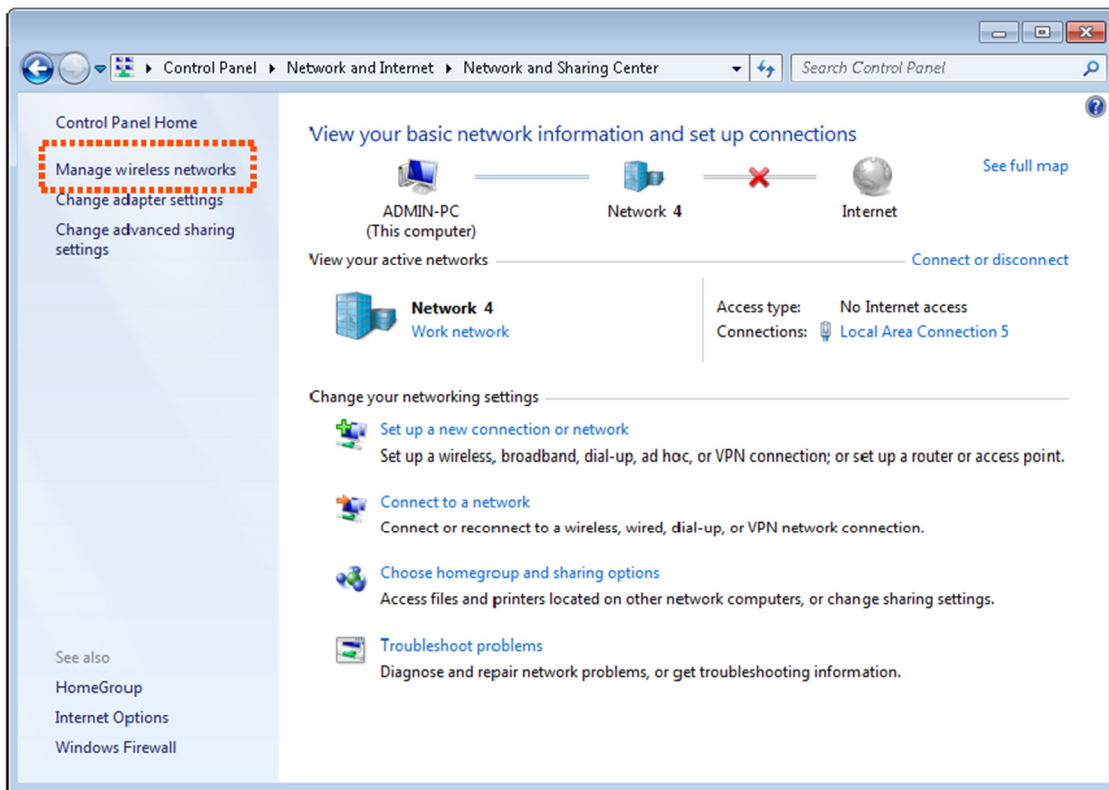 Control Panel ▸ Network and Internet ▸ Network and Sharing Center
Search Control Panel
Control Panel Home
Manage wireless networks
Change adapter settings
Change advanced sharing
settings
See also
HomeGroup
Internet Options
Windows Firewall
View your basic network information and set up connections
See full map
ADMIN-PC
(This computer)
Network 4
Internet
View your active networks
Connect or disconnect
Network 4
Work network
Access type: No Internet access
Connections: Local Area Connection 5
Change your networking settings
Set up a new connection or network
Set up a wireless, broadband, dial-up, ad hoc, or VPN connection; or set up a router or access point.
Connect to a network
Connect or reconnect to a wireless, wired, dial-up, or VPN network connection.
Choose homegroup and sharing options
Access files and printers located on other network computers, or change sharing settings.
Troubleshoot problems
Diagnose and repair network problems, or get troubleshooting information.